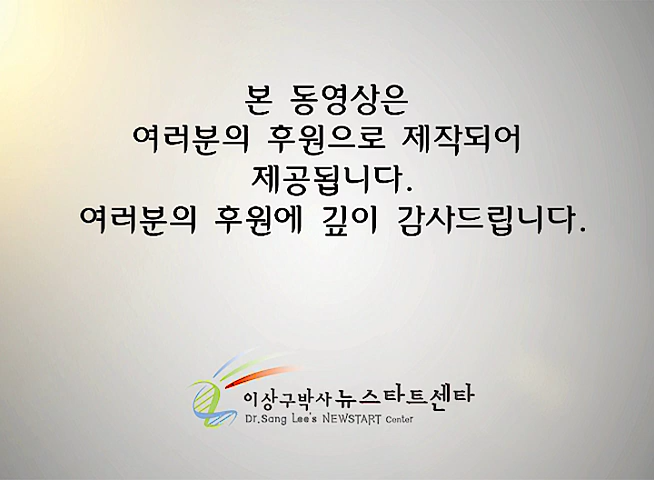 본 동영상은
여러분의 후원으로 제작되어
제공됩니다.
여러분의 후원에 깊이 감사드립니다.
이상구박사 뉴스타트센타
Dr.Sang Lee's NEWSTART Center